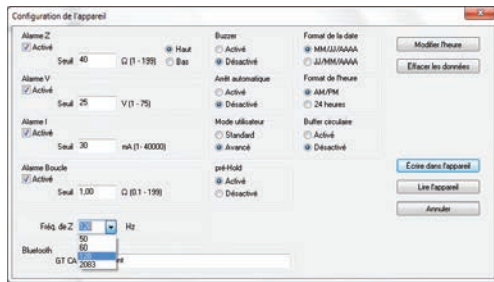 Configuration de l'appareil
Alarme Z
Activé
Haut
Seuil 40 Ω (1 - 199)
Bas
Alarme V
Activé
Seuil 25 V (1 - 75)
Alarme I
Activé
Seuil 30 mA (1 - 40000)
Alarme Boucle
Activé
Seuil 1,00 Ω (0.1 - 199)
Fréq. de Z 128 Hz
50
60
128
2083
Bluetooth
GT CA
Buzzer
Activé
Désactivé
Arrêt automatique
Activé
Désactivé
Mode utilisateur
Standard
Avancé
pré-Hold
Activé
Désactivé
Format de la date
MM/JJ/AAAA
JJ/MM/AAAA
Format de l'heure
AM/PM
24 heures
Buffer circulaire
Activé
Désactivé
Modifier l'heure
Effacer les données
Écrire dans l'appareil
Lire l'appareil
Annuler